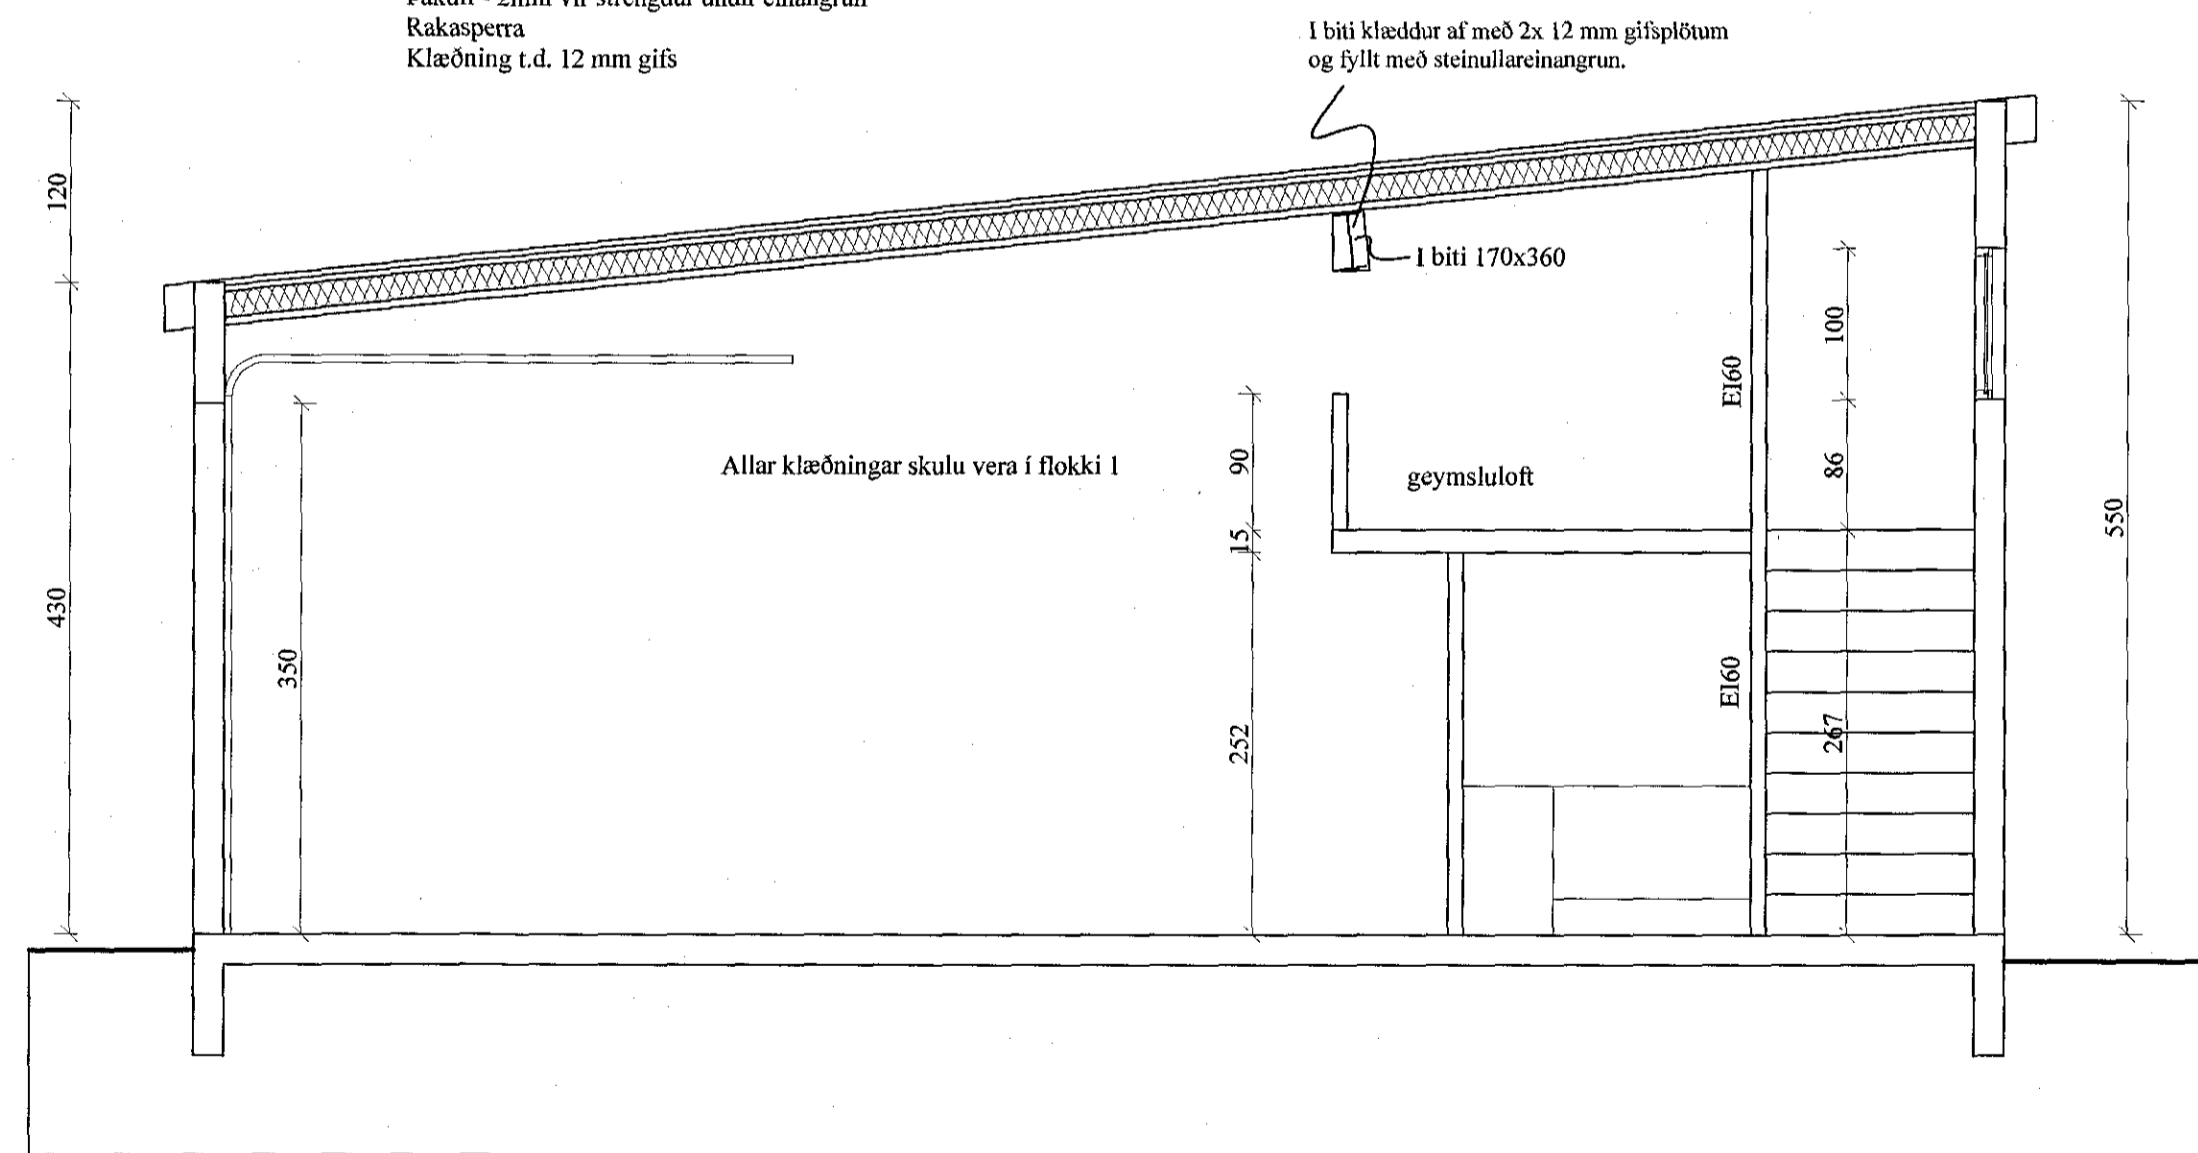 Rakasperra
Klæðning t.d. 12 mm gifs
I biti klæddur af með 2x 12 mm gifsplötum
og fyllt með steinullareinangrun.
120
I biti 170x360
100
EI60
Allar klæðningar skulu vera í flokki 1
90
geymsluloft
86
550
15
430
350
EI60
252
267